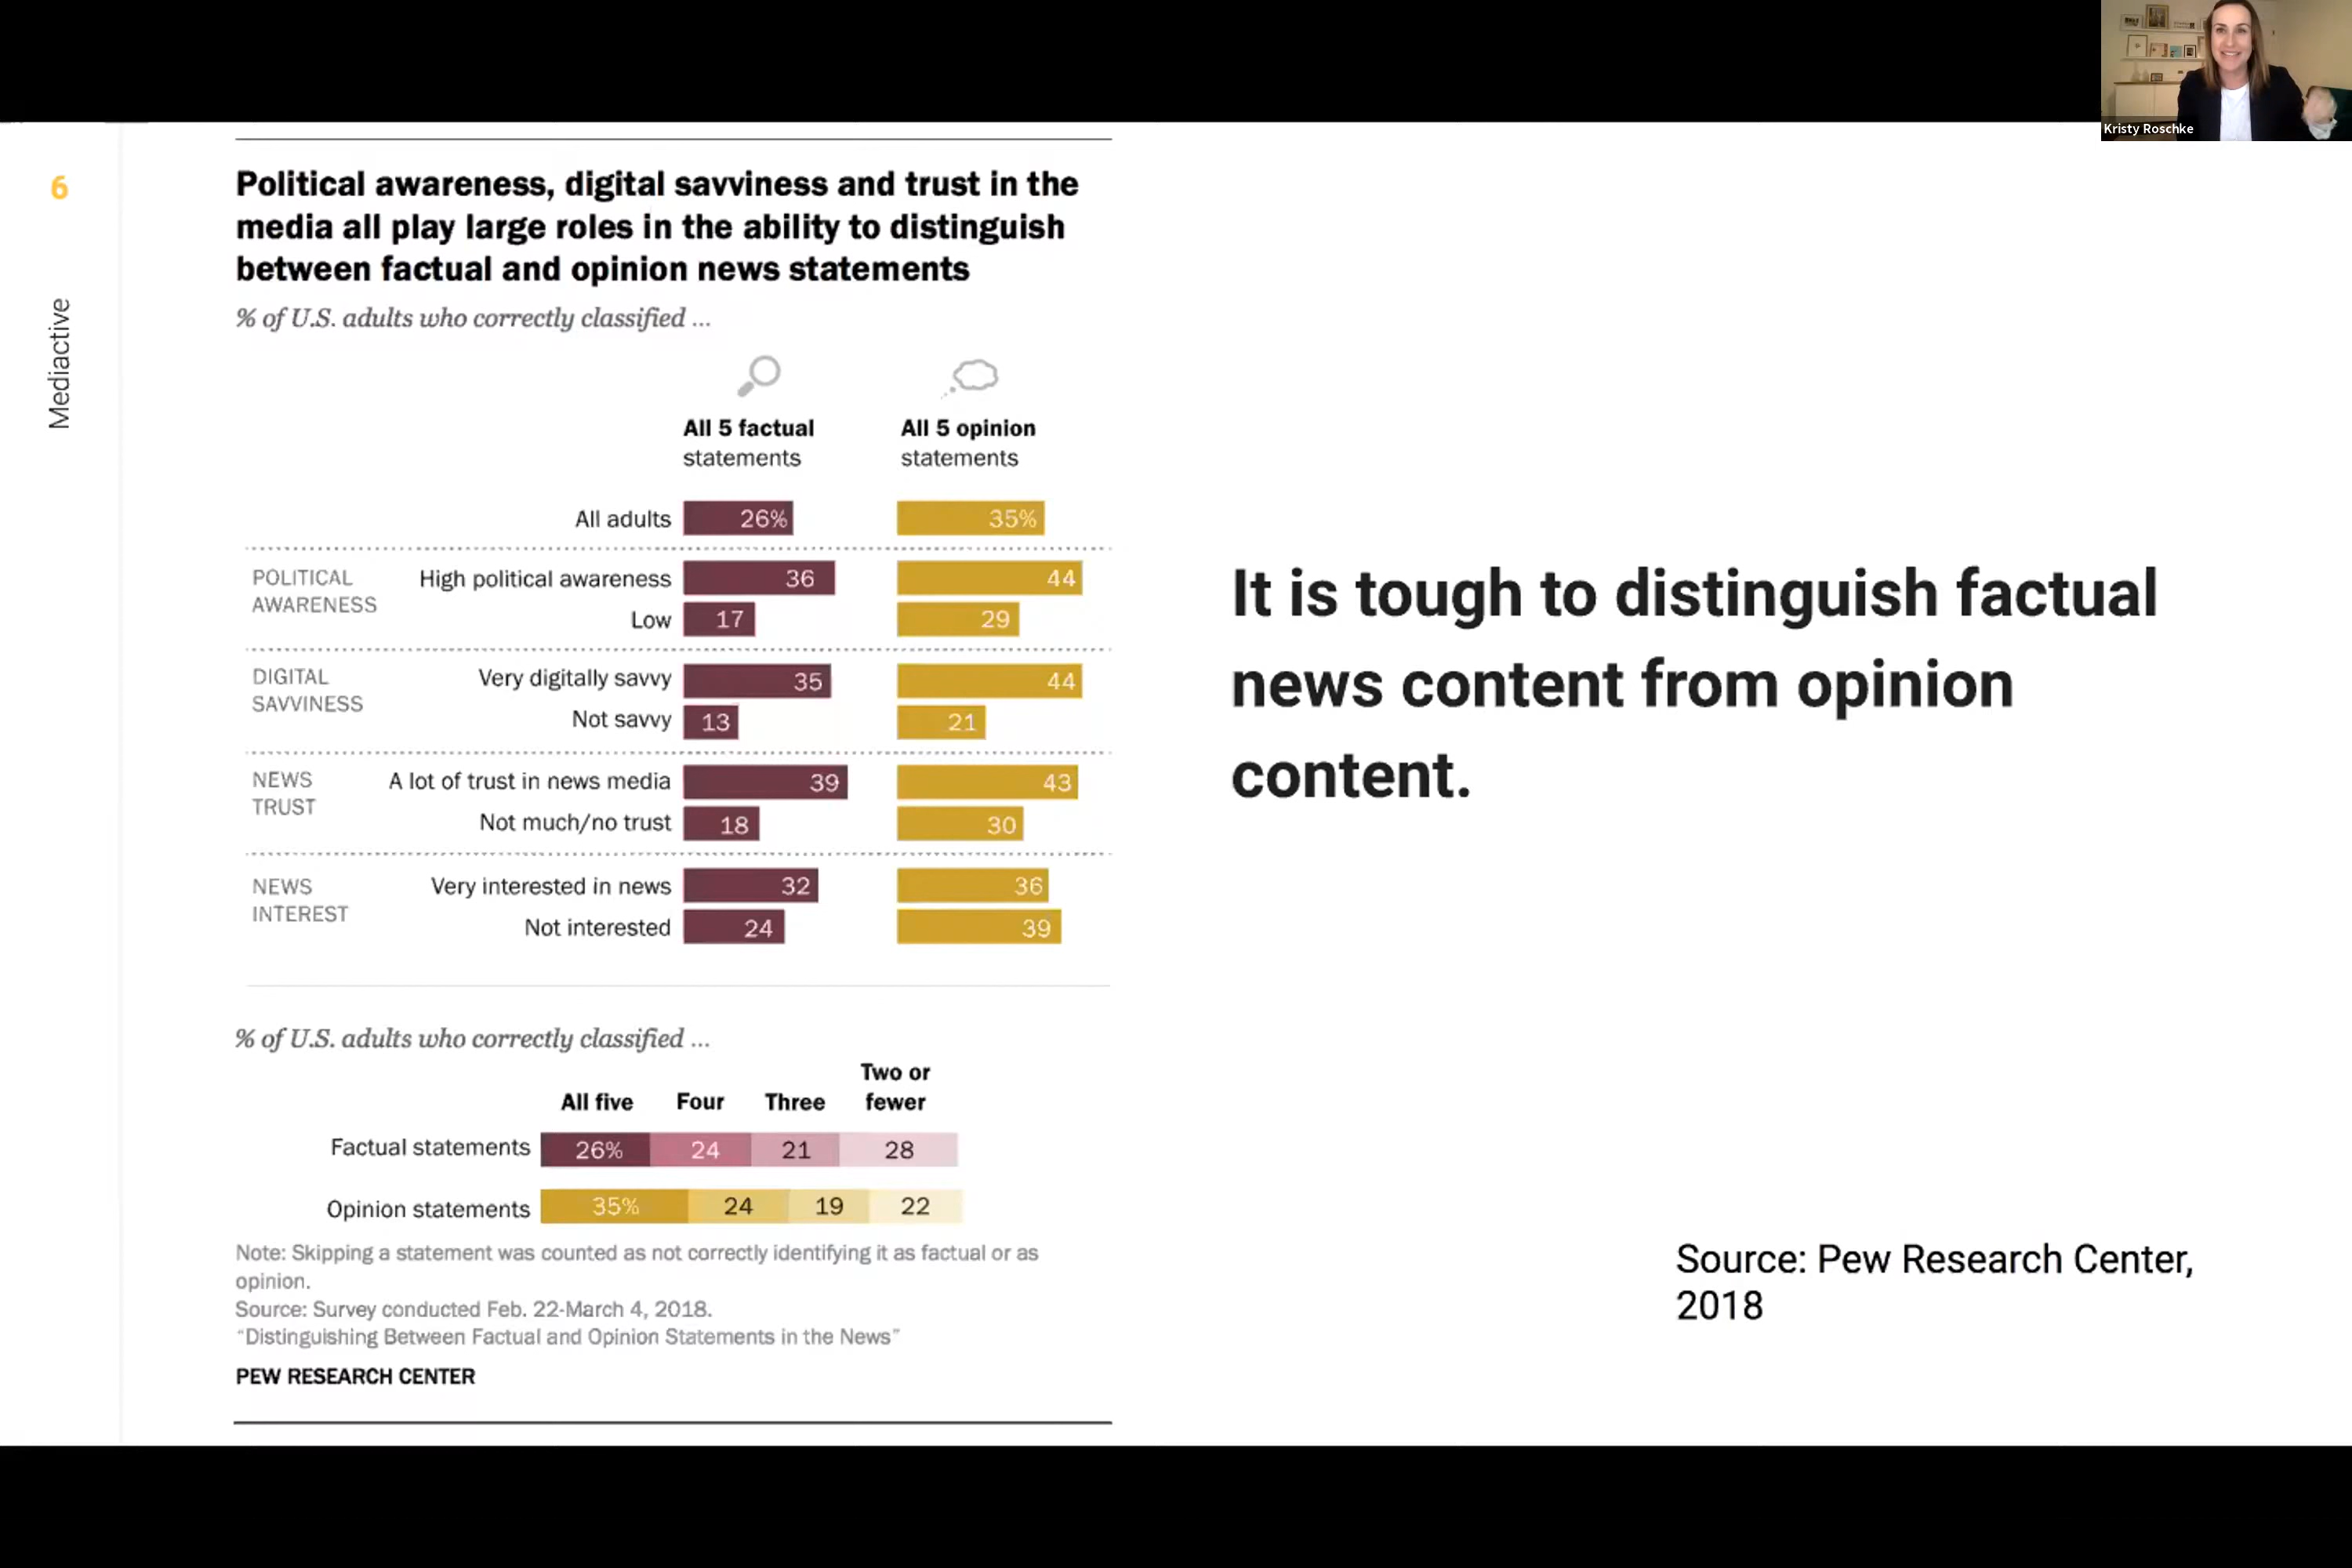 Kristy Roschke
6
Mediactive
Political awareness, digital savviness and trust in the
media all play large roles in the ability to distinguish
between factual and opinion news statements
% of U.S. adults who correctly classified ...
All 5 factual
statements
All 5 opinion
statements
All adults 26% 35%
POLITICAL
AWARENESS
High political awareness 36 44
Low 17 29
DIGITAL
SAVVINESS
Very digitally savvy 35 44
Not savvy 13 21
NEWS
TRUST
A lot of trust in news media 39 43
Not much/no trust 18 30
NEWS
INTEREST
Very interested in news 32 36
Not interested 24 39
% of U.S. adults who correctly classified ...
All five Four Three Two or
fewer
Factual statements 26% 24 21 28
Opinion statements 35% 24 19 22
Note: Skipping a statement was counted as not correctly identifying it as factual or as
opinion.
Source: Survey conducted Feb. 22-March 4, 2018.
"Distinguishing Between Factual and Opinion Statements in the News"
PEW RESEARCH CENTER
It is tough to distinguish factual
news content from opinion
content.
Source: Pew Research Center,
2018